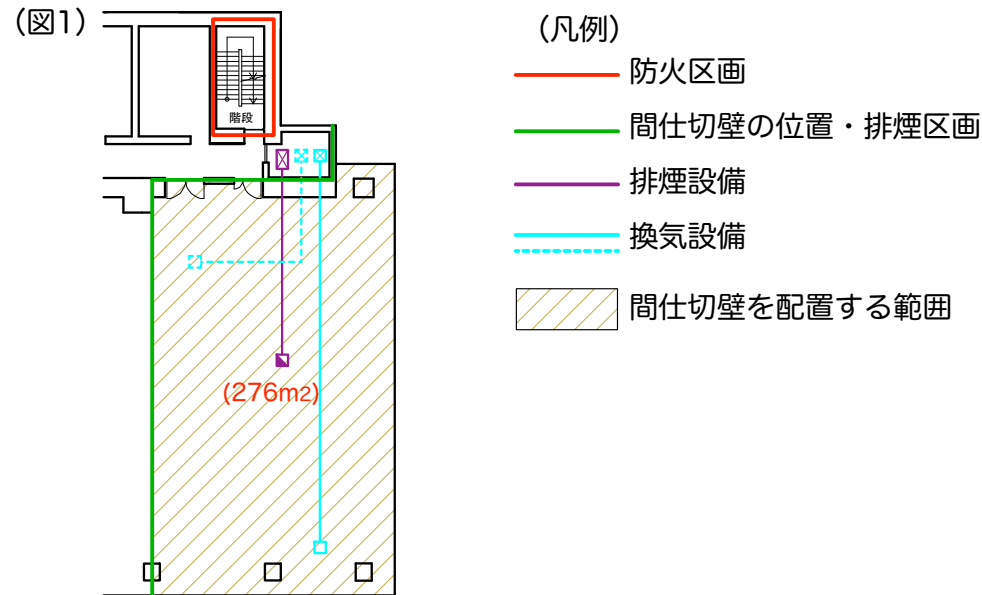 (図1)
(凡例)
階段
防火区画
間仕切壁の位置・排煙区画
排煙設備
換気設備
間仕切壁を配置する範囲
(276m2)